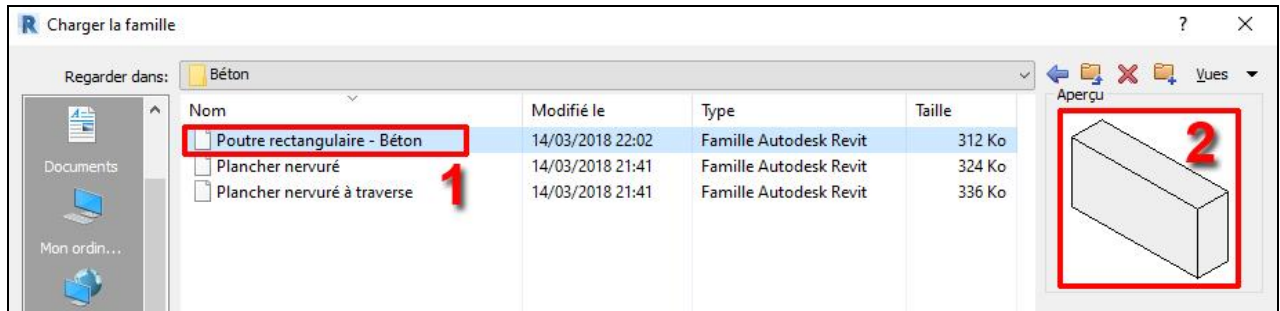 Charger la famille
Regarder dans: Béton Vues
Aperçu
Nom Modifié le Type Taille
Poutre rectangulaire - Béton 14/03/2018 22:02 Famille Autodesk Revit 312 Ko
Plancher nervuré 14/03/2018 21:41 Famille Autodesk Revit 324 Ko
Plancher nervuré à traverse 14/03/2018 21:41 Famille Autodesk Revit 336 Ko
1
2
Documents
Mon ordin...